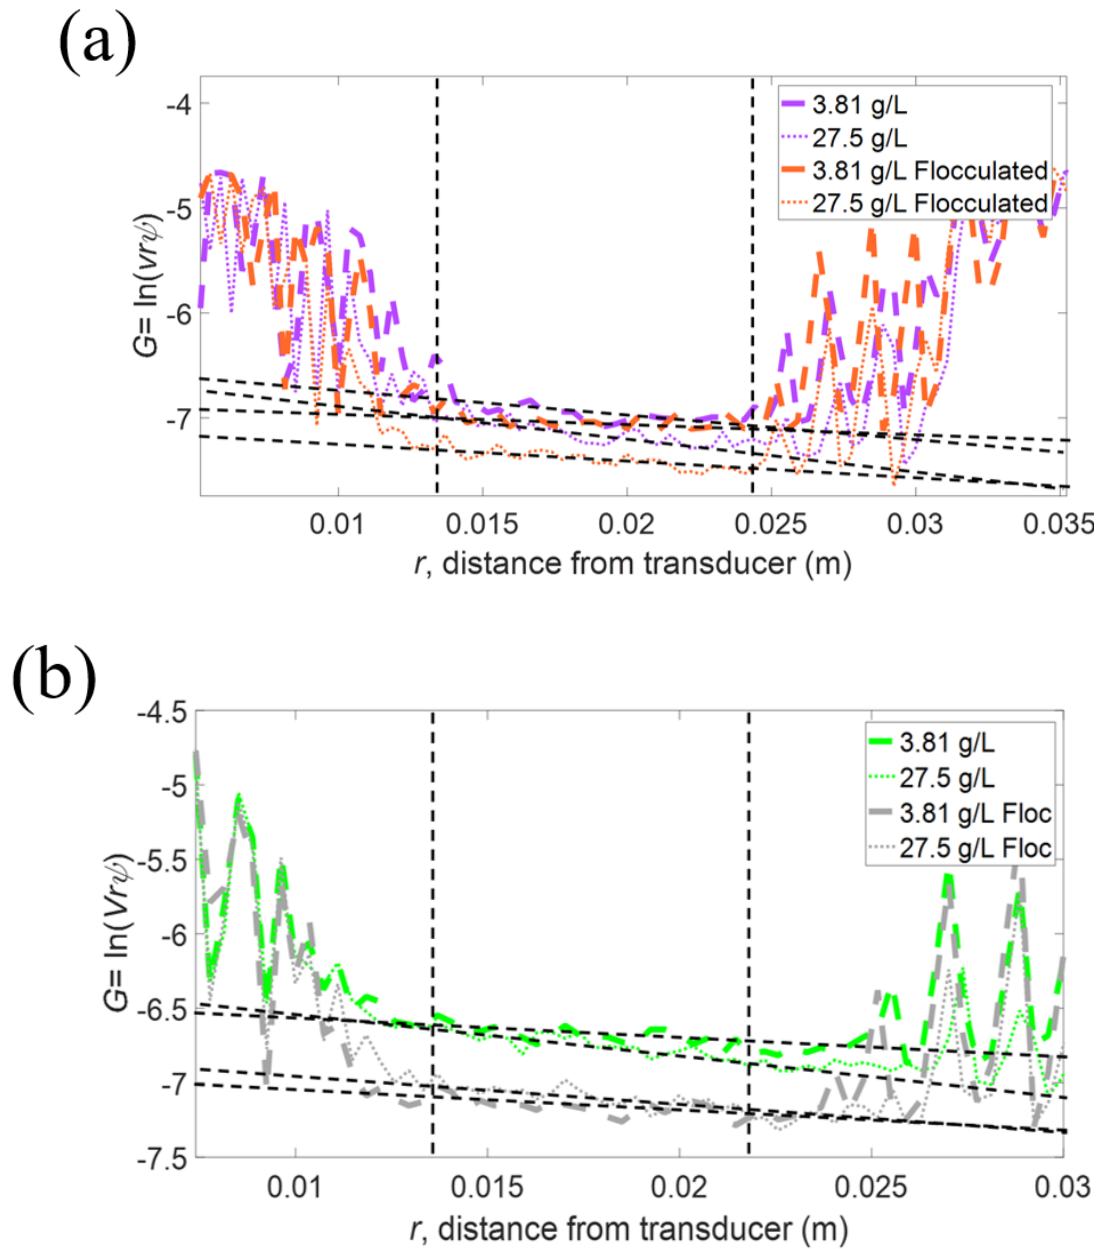 (a)
-4
-5
-6
-7
G= ln(vrψ)
3.81 g/L
27.5 g/L
3.81 g/L Flocculated
27.5 g/L Flocculated
0.01 0.015 0.02 0.025 0.03 0.035
r, distance from transducer (m)
(b)
-4.5
-5
-5.5
-6
-6.5
-7
-7.5
G= ln(Vrψ)
3.81 g/L
27.5 g/L
3.81 g/L Floc
27.5 g/L Floc
0.01 0.015 0.02 0.025 0.03
r, distance from transducer (m)